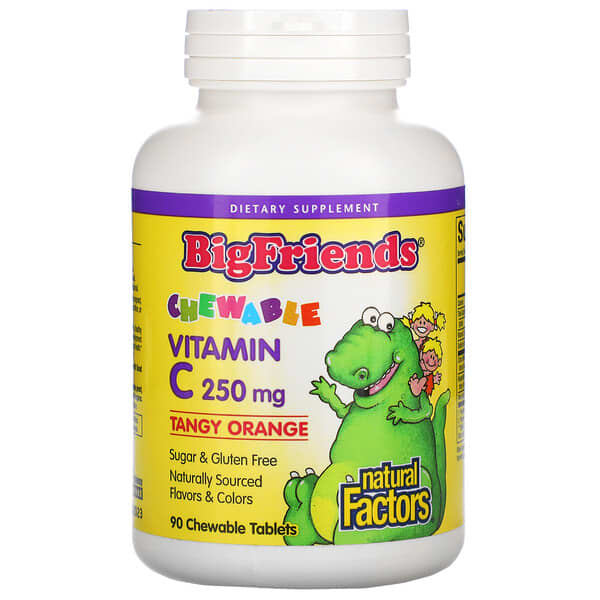 DIETARY SUPPLEMENT
BigFriends®
CHEWABLE
VITAMIN
C 250 mg
TANGY ORANGE
Sugar & Gluten Free
Naturally Sourced
Flavors & Colors
90 Chewable Tablets
natural
Factors